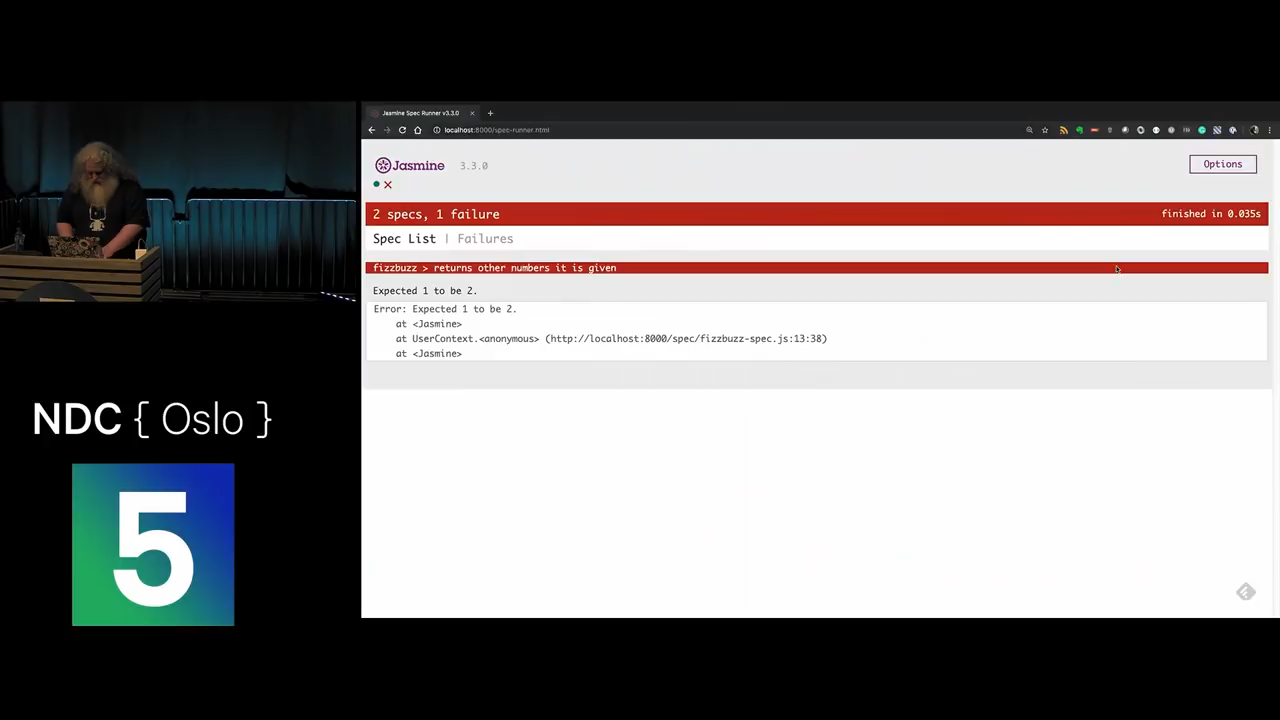 Jasmine Spec Runner v3.3.0
localhost:8000/spec-runner.html
Jasmine 3.3.0
Options
2 specs, 1 failure
finished in 0.035s
Spec List | Failures
fizzbuzz > returns other numbers it is given
Expected 1 to be 2.
Error: Expected 1 to be 2.
at <Jasmine>
at UserContext.<anonymous> (http://localhost:8000/spec/fizzbuzz-spec.js:13:38)
at <Jasmine>
NDC { Oslo }
5